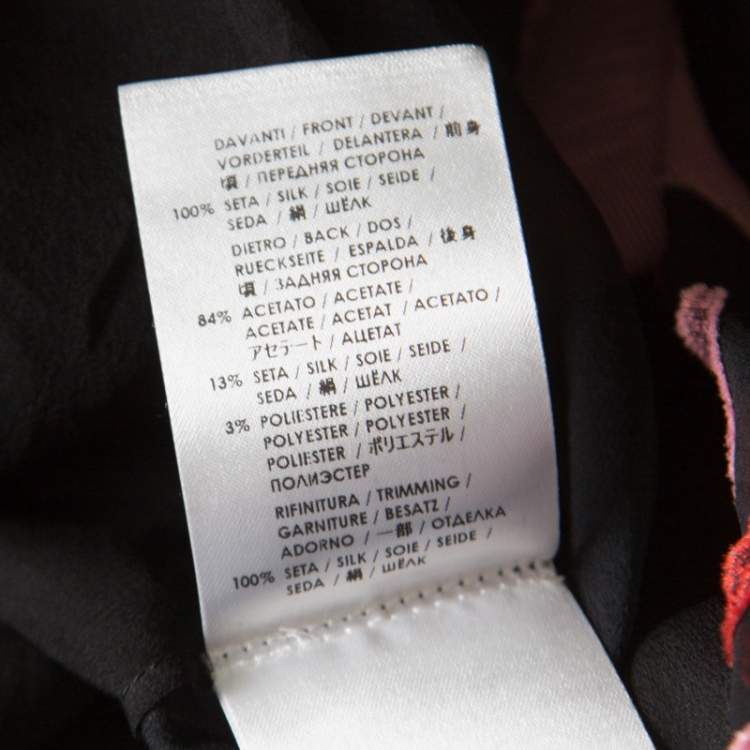 DAVANTI / FRONT / DEVANT /
VORDERTEIL / DELANTERA / 前身
頃 / ПЕРЕДНЯЯ СТОРОНА
100% SETA / SILK / SOIE / SEIDE /
SEDA / 絹 / ШЁЛК
DIETRO / BACK / DOS /
RUECKSEITE / ESPALDA / 後身
頃 / ЗАДНЯЯ СТОРОНА
84% ACETATO / ACETATE /
ACETATE / ACETAT / ACETATO /
アセテート / АЦЕТАТ
13% SETA / SILK / SOIE / SEIDE /
SEDA / 絹 / ШЁЛК
3% POLIESTERE / POLYESTER /
POLYESTER / POLYESTER /
POLIESTER / ポリエステル /
ПОЛИЭСТЕР
RIFINITURA / TRIMMING /
GARNITURE / BESATZ /
ADORNO / 一部 / ОТДЕЛКА
100% SETA / SILK / SOIE / SEIDE /
SEDA / 絹 / ШЁЛК